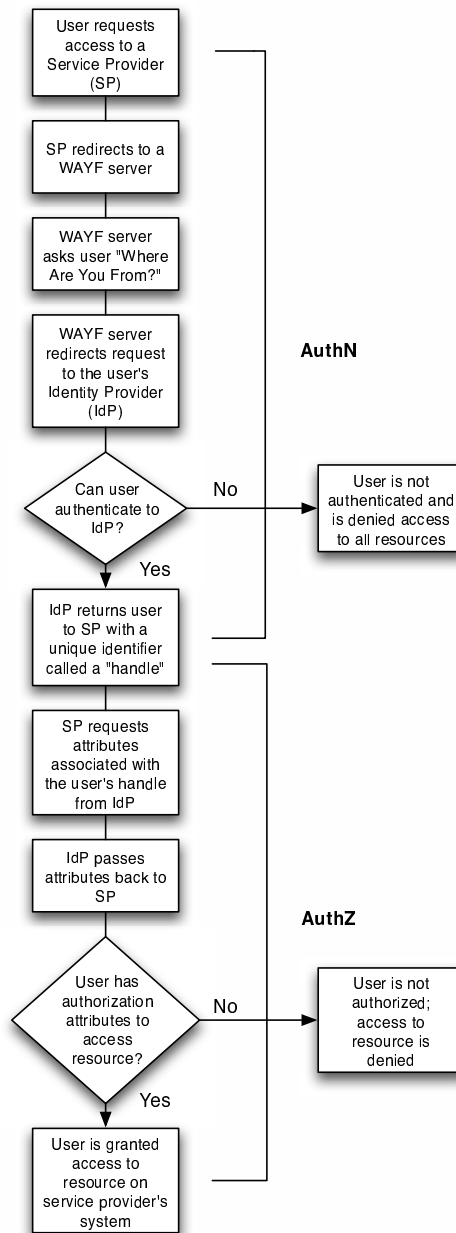 User requests
access to a
Service Provider
(SP)
SP redirects to a
WAYF server
WAYF server
asks user "Where
Are You From?"
WAYF server
redirects request
to the user's
Identity Provider
(IdP)
AuthN
Can user
authenticate to
IdP?
No
User is not
authenticated and
is denied access
to all resources
Yes
IdP returns user
to SP with a
unique identifier
called a "handle"
SP requests
attributes
associated with
the user's handle
from IdP
IdP passes
attributes back to
SP
AuthZ
User has
authorization
attributes to
access
resource?
No
User is not
authorized;
access to
resource is
denied
Yes
User is granted
access to
resource on
service provider's
system